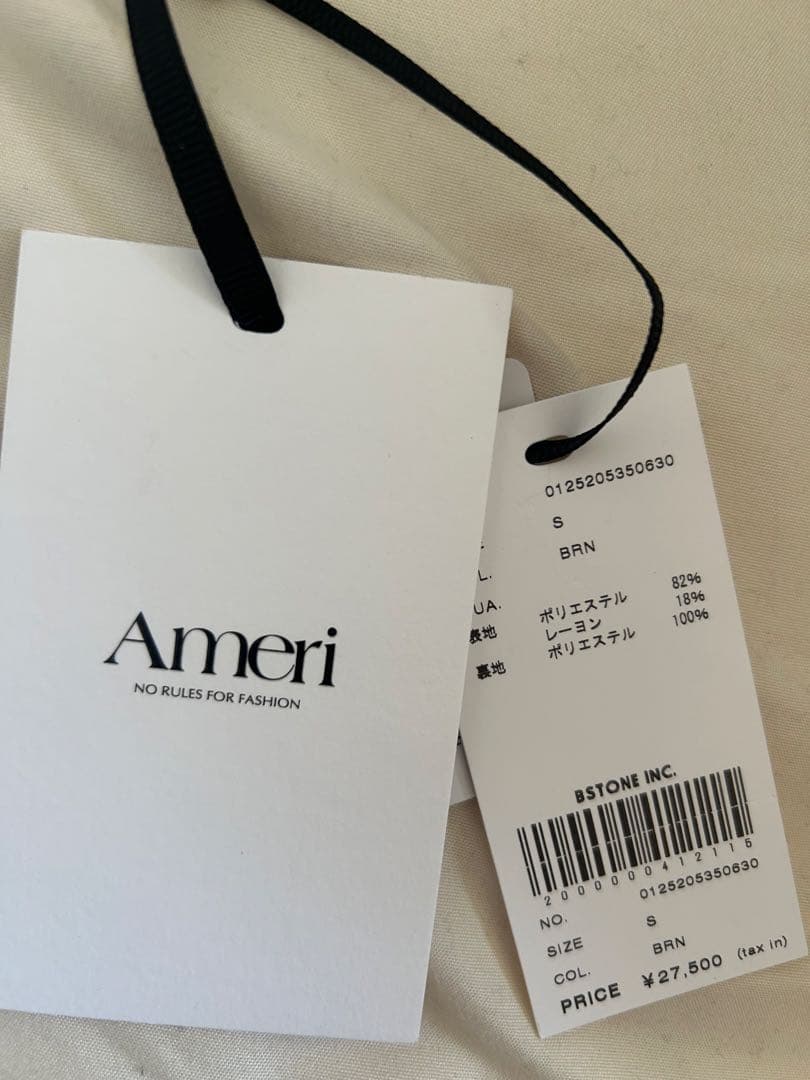 Ameri
NO RULES FOR FASHION
0125205350630
S
L. BRN
UA.
表地 ポリエステル 82%
レーヨン 18%
裏地 ポリエステル 100%
BSTONE INC.
2000000412115
NO. 0125205350630
SIZE S
COL. BRN
PRICE ¥27,500 (tax in)